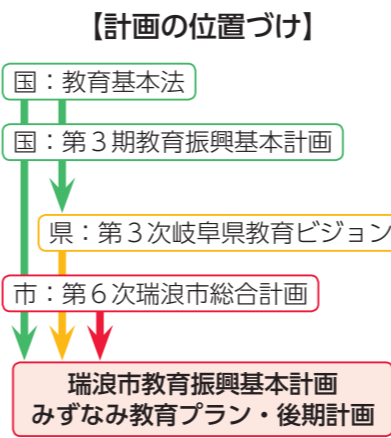 【計画の位置づけ】
国：教育基本法
国：第３期教育振興基本計画
県：第３次岐阜県教育ビジョン
市：第６次瑞浪市総合計画
瑞浪市教育振興基本計画
みずなみ教育プラン・後期計画